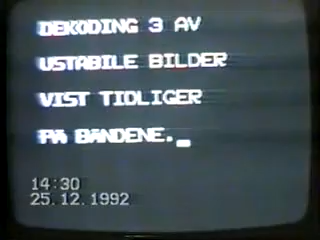 DEKODING 3 AV
USTABILE BILDER
VIST TIDLIGER
PÅ BÅNDENE.
14:30
25.12.1992